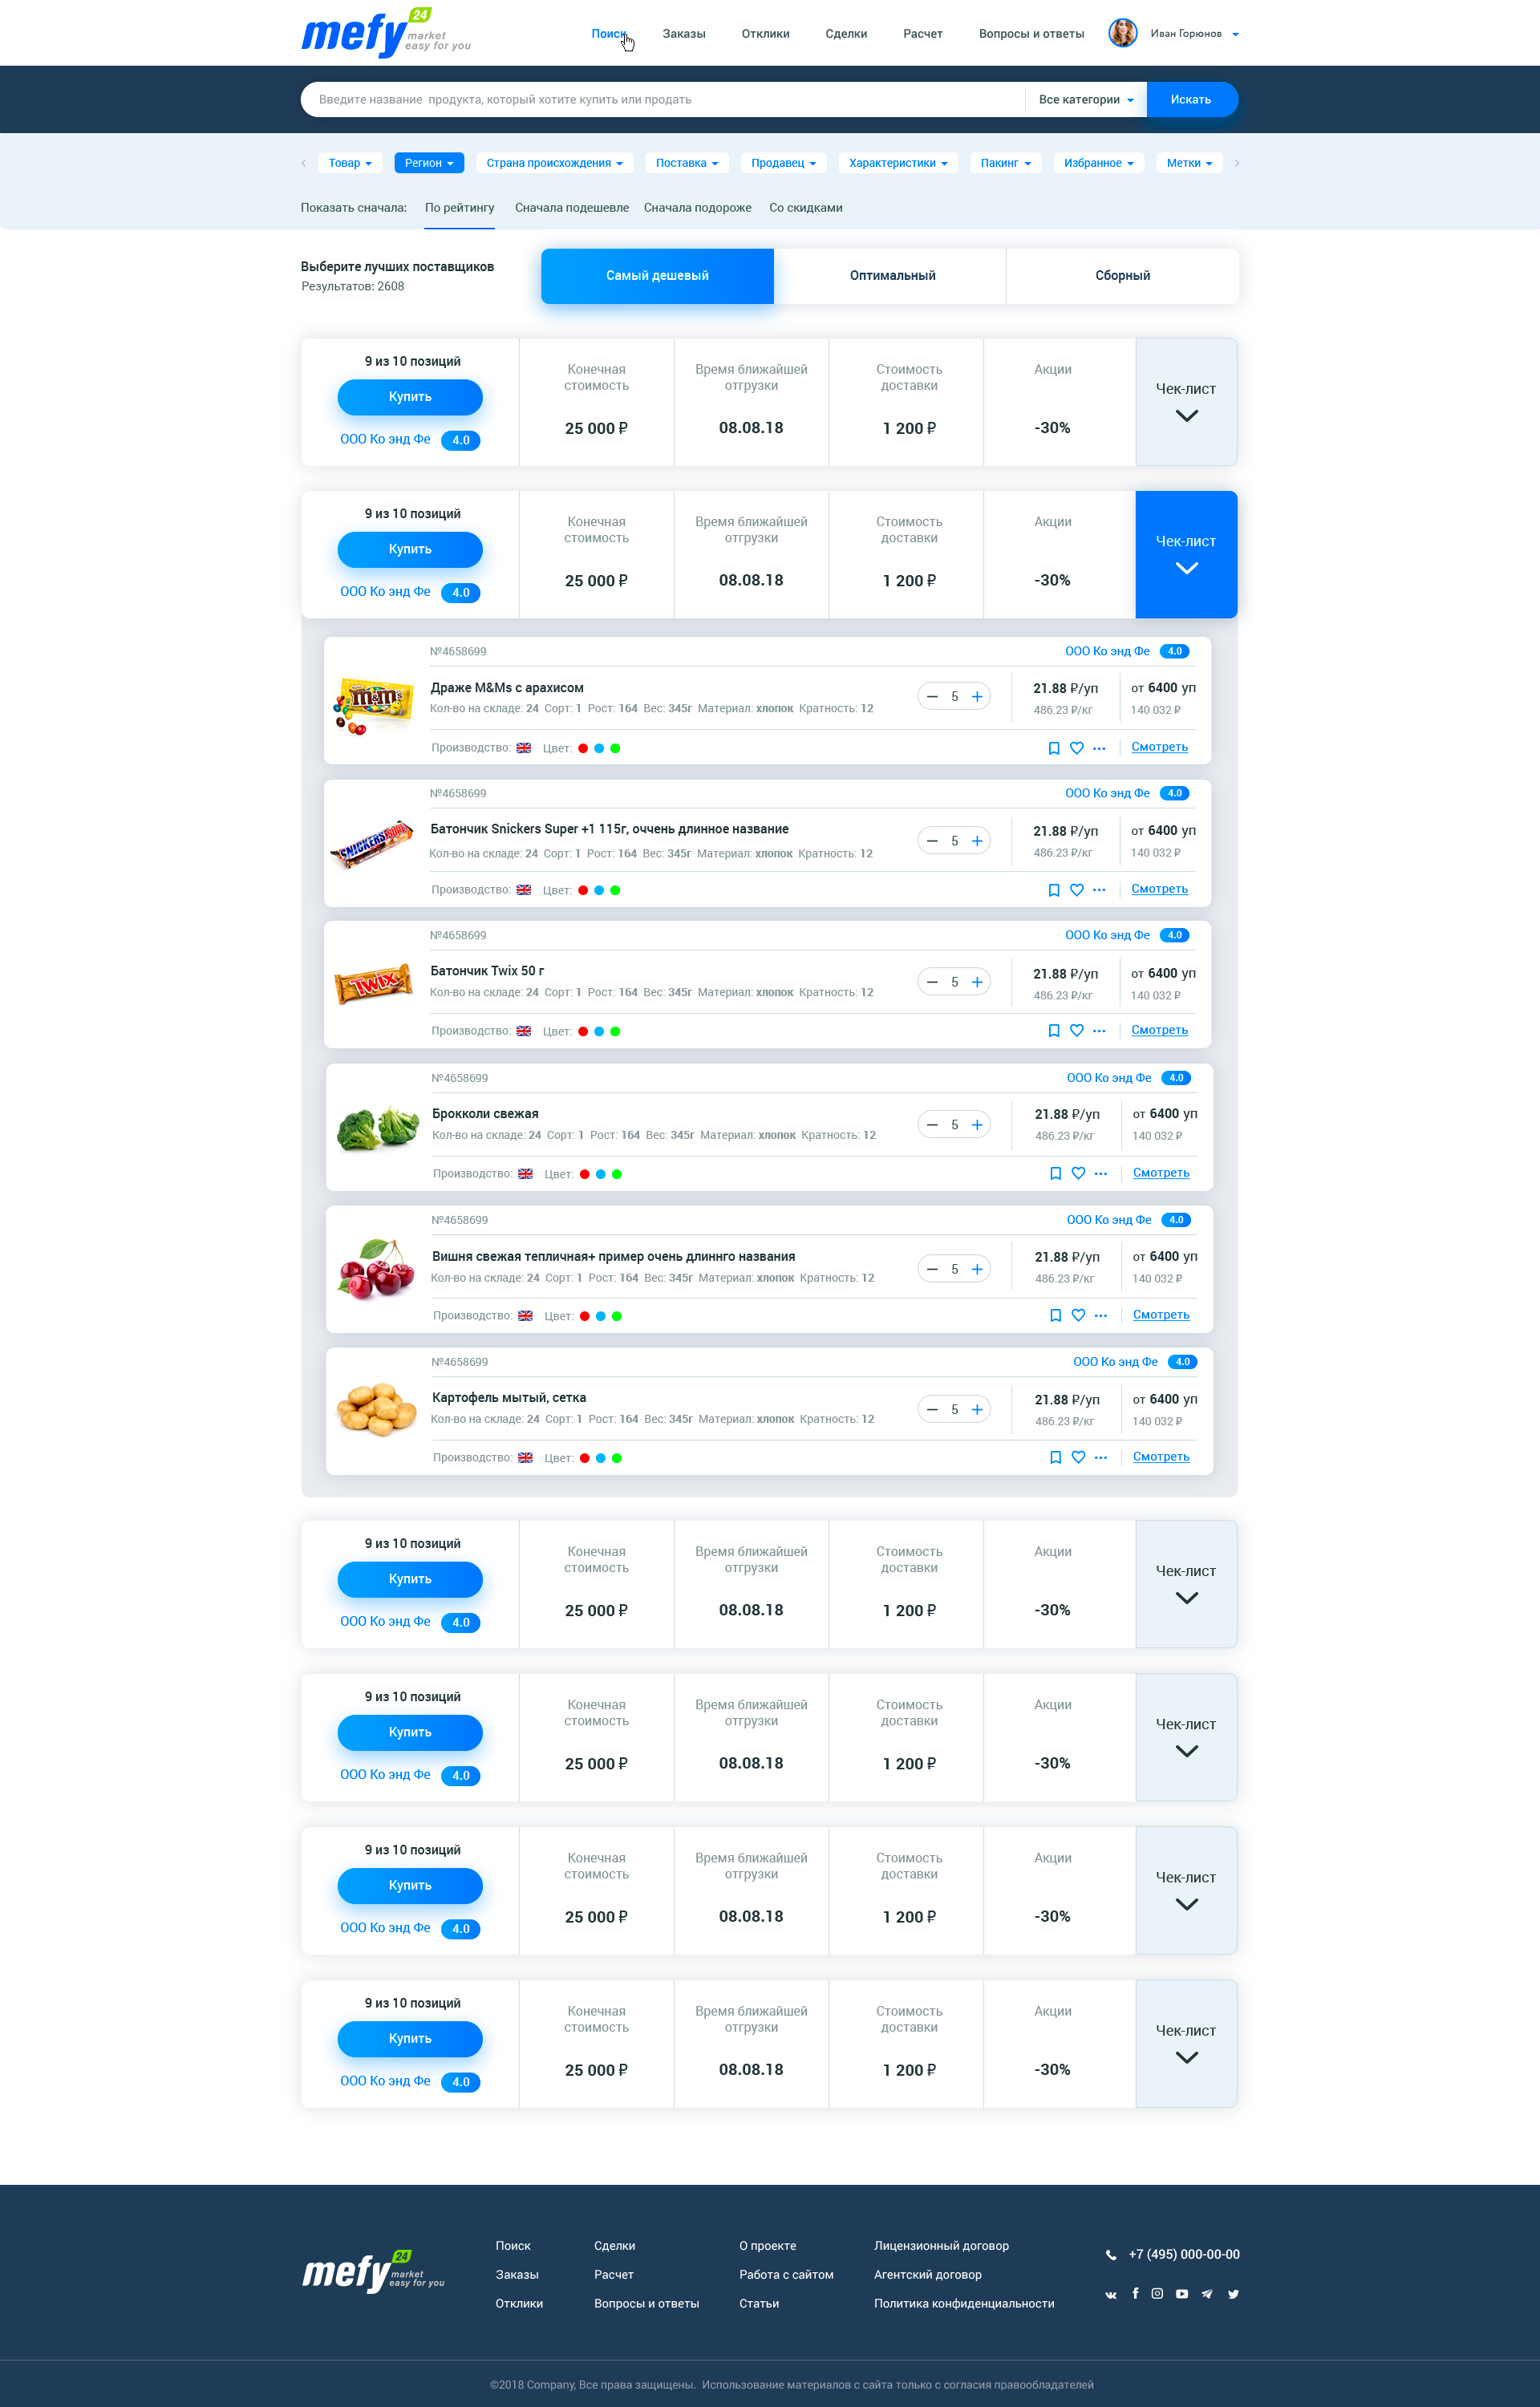 mefy 24 market easy for you
Поиск Заказы Отклики Сделки Расчет Вопросы и ответы Иван Горюнов
Введите название продукта, который хотите купить или продать Все категории Искать
Товар Регион Страна происхождения Поставка Продавец Характеристики Пакинг Избранное Метки
Показать сначала: По рейтингу Сначала подешевле Сначала подороже Со скидками
Выберите лучших поставщиков
Результатов: 2608
Самый дешевый Оптимальный Сборный
9 из 10 позиций
Купить
ООО Ко энд Фе 4.0
Конечная стоимость
25 000 ₽
Время ближайшей отгрузки
08.08.18
Стоимость доставки
1 200 ₽
Акции
-30%
Чек-лист
9 из 10 позиций
Купить
ООО Ко энд Фе 4.0
Конечная стоимость
25 000 ₽
Время ближайшей отгрузки
08.08.18
Стоимость доставки
1 200 ₽
Акции
-30%
Чек-лист
№4658699 ООО Ко энд Фе 4.0
Драже M&Ms с арахисом
Кол-во на складе: 24 Сорт: 1 Рост: 164 Вес: 345г Материал: хлопок Кратность: 12
5
21.88 ₽/уп от 6400 уп
486.23 ₽/кг 140 032 ₽
Производство: Цвет: Смотреть
№4658699 ООО Ко энд Фе 4.0
Батончик Snickers Super +1 115г, оччень длинное название
Кол-во на складе: 24 Сорт: 1 Рост: 164 Вес: 345г Материал: хлопок Кратность: 12
5
21.88 ₽/уп от 6400 уп
486.23 ₽/кг 140 032 ₽
Производство: Цвет: Смотреть
№4658699 ООО Ко энд Фе 4.0
Батончик Twix 50 г
Кол-во на складе: 24 Сорт: 1 Рост: 164 Вес: 345г Материал: хлопок Кратность: 12
5
21.88 ₽/уп от 6400 уп
486.23 ₽/кг 140 032 ₽
Производство: Цвет: Смотреть
№4658699 ООО Ко энд Фе 4.0
Брокколи свежая
Кол-во на складе: 24 Сорт: 1 Рост: 164 Вес: 345г Материал: хлопок Кратность: 12
5
21.88 ₽/уп от 6400 уп
486.23 ₽/кг 140 032 ₽
Производство: Цвет: Смотреть
№4658699 ООО Ко энд Фе 4.0
Вишня свежая тепличная+ пример очень длиннго названия
Кол-во на складе: 24 Сорт: 1 Рост: 164 Вес: 345г Материал: хлопок Кратность: 12
5
21.88 ₽/уп от 6400 уп
486.23 ₽/кг 140 032 ₽
Производство: Цвет: Смотреть
№4658699 ООО Ко энд Фе 4.0
Картофель мытый, сетка
Кол-во на складе: 24 Сорт: 1 Рост: 164 Вес: 345г Материал: хлопок Кратность: 12
5
21.88 ₽/уп от 6400 уп
486.23 ₽/кг 140 032 ₽
Производство: Цвет: Смотреть
9 из 10 позиций
Купить
ООО Ко энд Фе 4.0
Конечная стоимость
25 000 ₽
Время ближайшей отгрузки
08.08.18
Стоимость доставки
1 200 ₽
Акции
-30%
Чек-лист
9 из 10 позиций
Купить
ООО Ко энд Фе 4.0
Конечная стоимость
25 000 ₽
Время ближайшей отгрузки
08.08.18
Стоимость доставки
1 200 ₽
Акции
-30%
Чек-лист
9 из 10 позиций
Купить
ООО Ко энд Фе 4.0
Конечная стоимость
25 000 ₽
Время ближайшей отгрузки
08.08.18
Стоимость доставки
1 200 ₽
Акции
-30%
Чек-лист
9 из 10 позиций
Купить
ООО Ко энд Фе 4.0
Конечная стоимость
25 000 ₽
Время ближайшей отгрузки
08.08.18
Стоимость доставки
1 200 ₽
Акции
-30%
Чек-лист
mefy 24 market easy for you
Поиск Сделки О проекте Лицензионный договор
Заказы Расчет Работа с сайтом Агентский договор
Отклики Вопросы и ответы Статьи Политика конфиденциальности
+7 (495) 000-00-00
©2018 Company, Все права защищены. Использование материалов с сайта только с согласия правообладателей